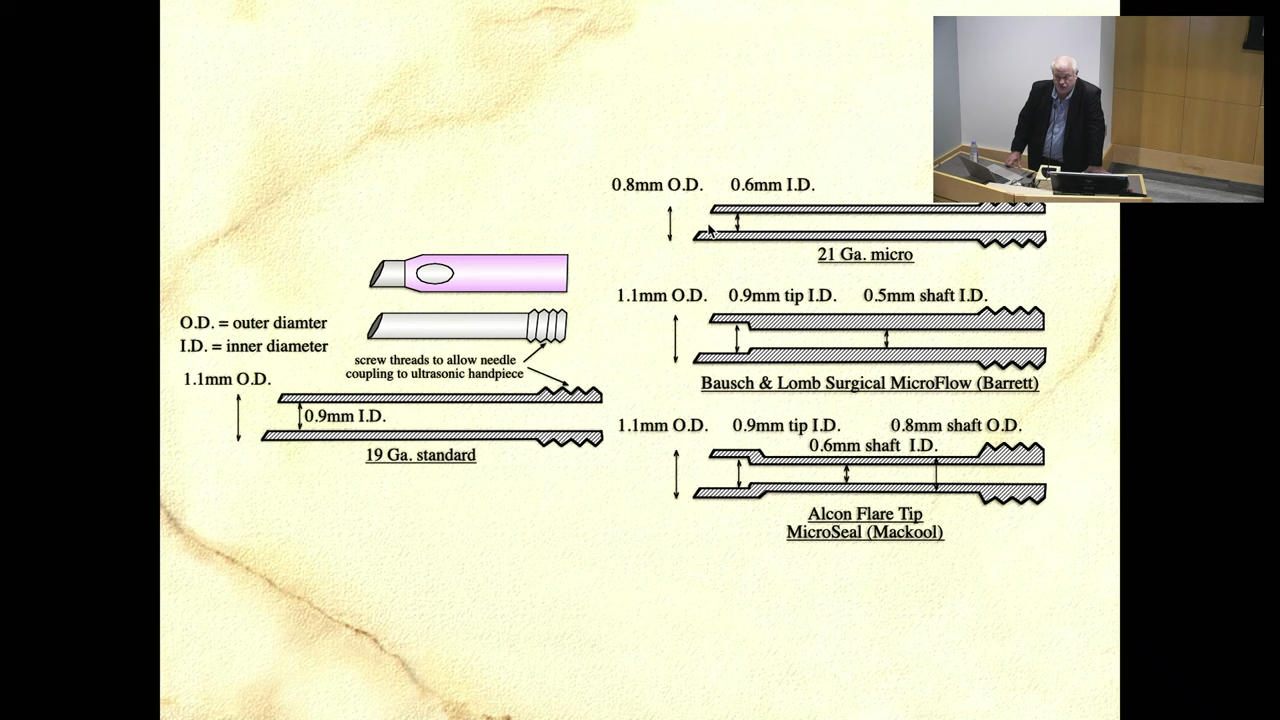 0.8mm O.D. 0.6mm I.D.
21 Ga. micro
1.1mm O.D. 0.9mm tip I.D. 0.5mm shaft I.D.
Bausch & Lomb Surgical MicroFlow (Barrett)
O.D. = outer diamter
I.D. = inner diameter
screw threads to allow needle
coupling to ultrasonic handpiece
1.1mm O.D.
0.9mm I.D.
19 Ga. standard
1.1mm O.D. 0.9mm tip I.D. 0.8mm shaft O.D.
0.6mm shaft I.D.
Alcon Flare Tip
MicroSeal (Mackool)